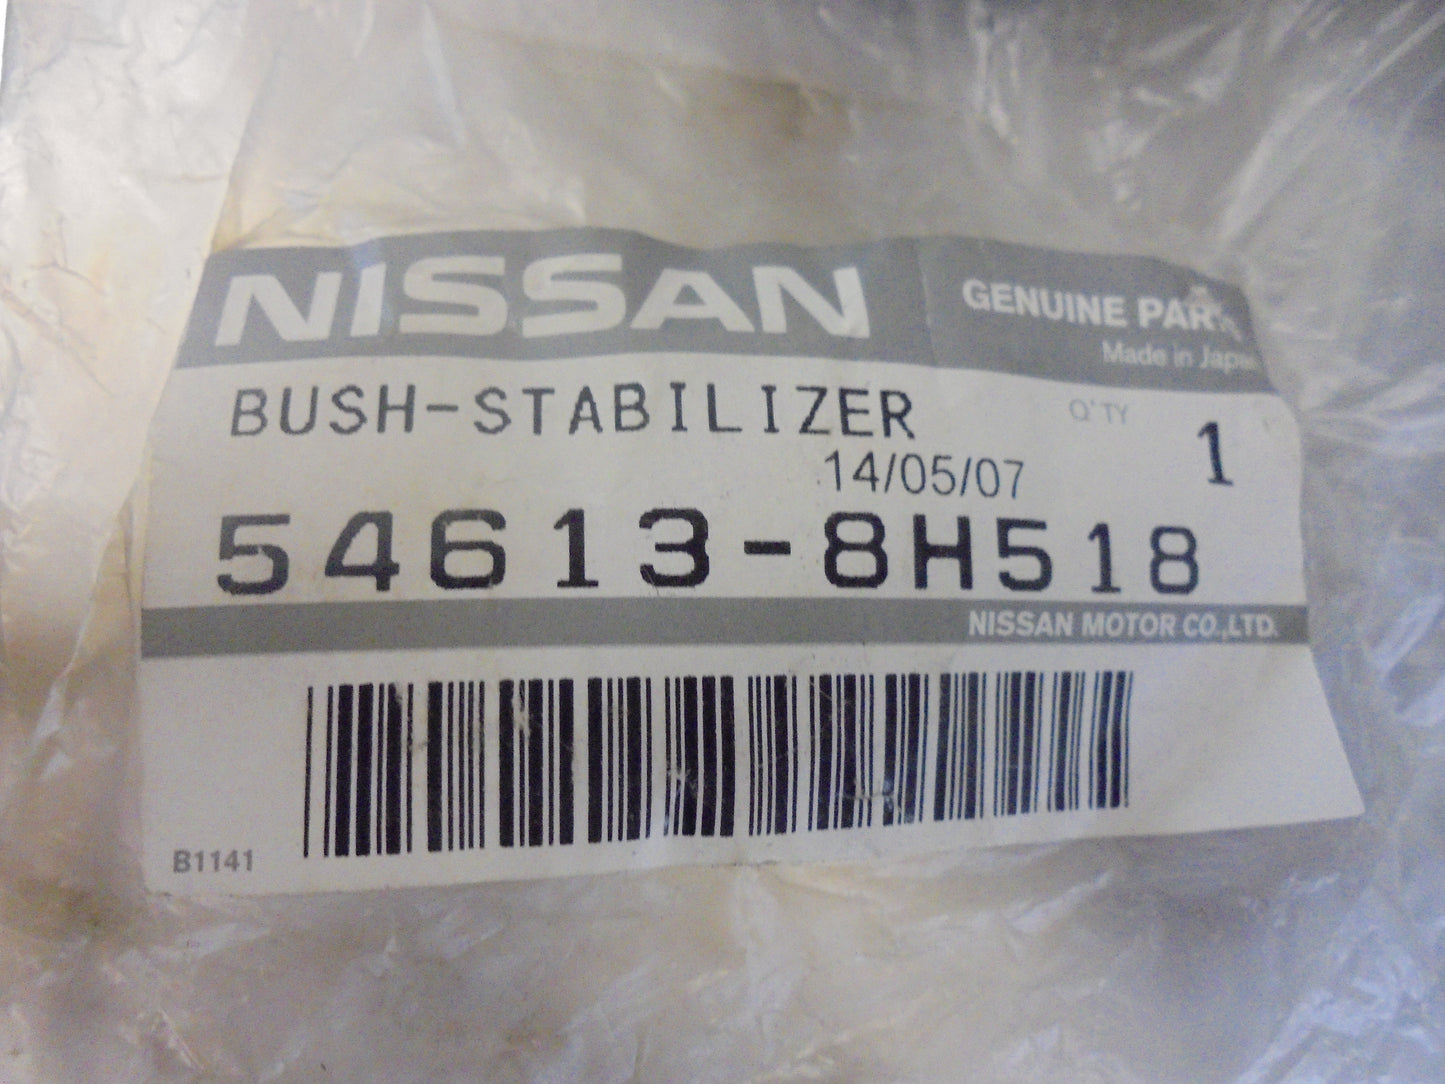 NISSAN
GENUINE PARTS
Made in Japan
BUSH-STABILIZER
Q'TY 1
14/05/07
54613-8H518
NISSAN MOTOR CO.,LTD.
B1141